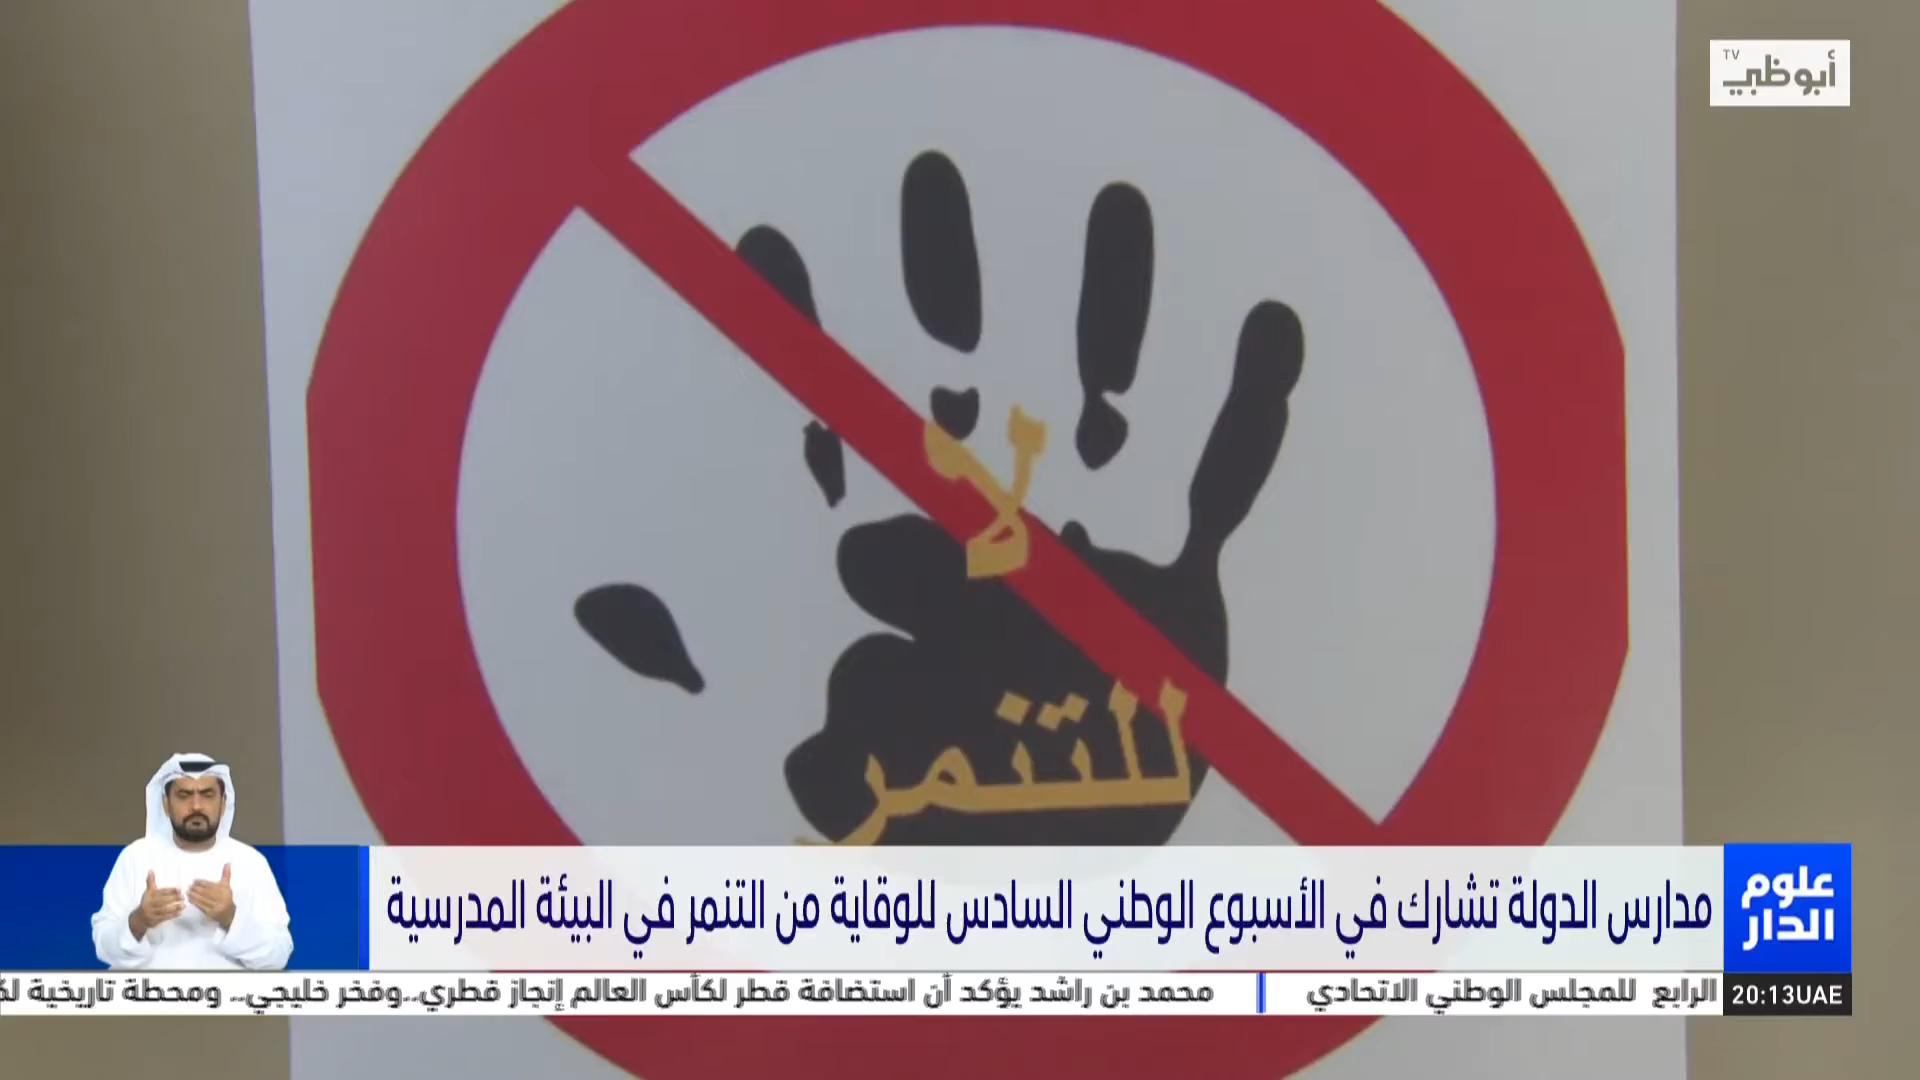 TV
أبوظبي
لا
للتنمر
علوم
الدار
مدارس الدولة تشارك في الأسبوع الوطني السادس للوقاية من التنمر في البيئة المدرسية
20:13UAE
الرابع للمجلس الوطني الاتحادي
محمد بن راشد يؤكد أن استضافة قطر لكأس العالم إنجاز قطري..وفخر خليجي.. ومحطة تاريخية